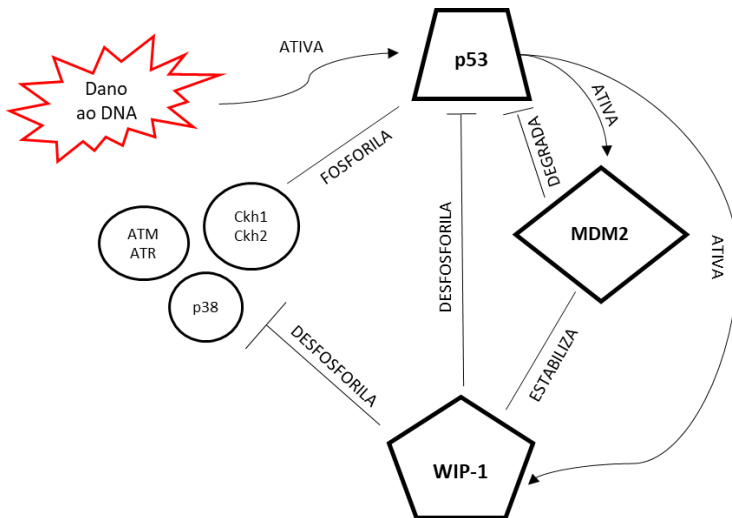 ATIVA
p53
Dano
ao DNA
ATIVA
FOSFORILA
DEGRADA
Ckh1
Ckh2
ATM
ATR
MDM2
DESFOSFORILA
ATIVA
p38
DESFOSFORILA
ESTABILIZA
WIP-1